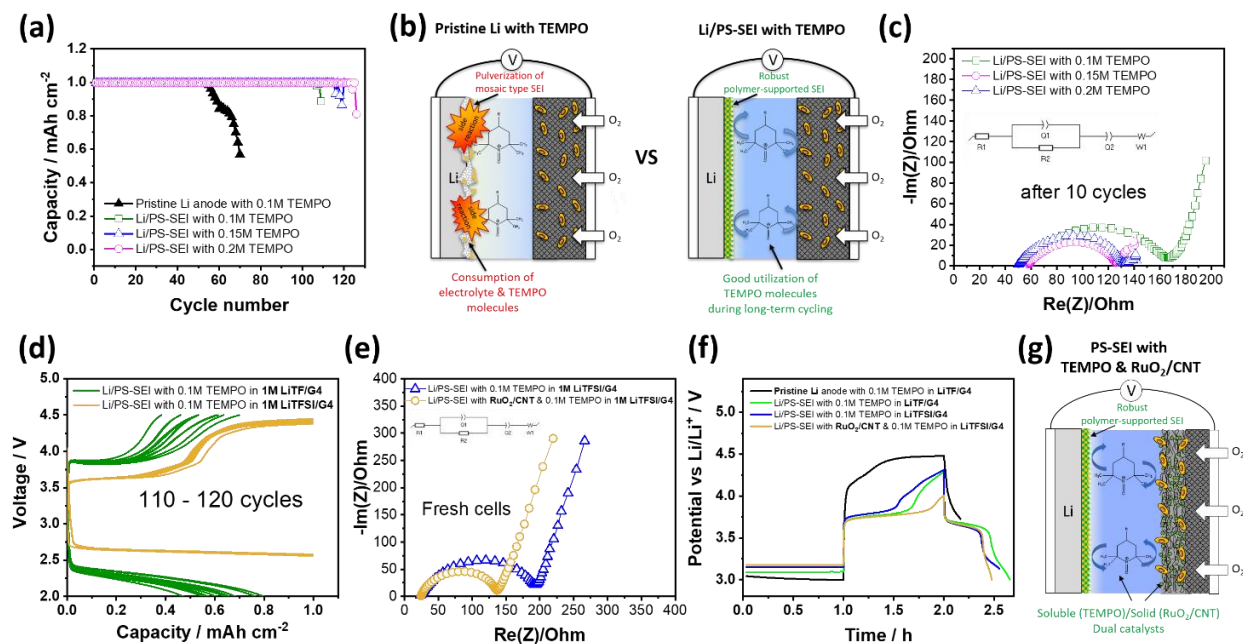 (a)
1.2
1.0
0.8
0.6
0.4
0.2
0.0
Capacity / mAh cm⁻²
Pristine Li anode with 0.1M TEMPO
Li/PS-SEI with 0.1M TEMPO
Li/PS-SEI with 0.15M TEMPO
Li/PS-SEI with 0.2M TEMPO
0 20 40 60 80 100 120
Cycle number
(b)
Pristine Li with TEMPO
V
Pulverization of
mosaic type SEI
side
reaction
Li
side
reaction
O₂
O₂
O₂
Consumption of
electrolyte & TEMPO
molecules
VS
Li/PS-SEI with TEMPO
V
Robust
polymer-supported SEI
Li
O₂
O₂
O₂
Good utilization of
TEMPO molecules
during long-term cycling
(c)
200
180
160
140
120
100
80
60
40
20
0
-Im(Z)/Ohm
Li/PS-SEI with 0.1M TEMPO
Li/PS-SEI with 0.15M TEMPO
Li/PS-SEI with 0.2M TEMPO
R1 Q1 R2 Q2 W1
after 10 cycles
0 20 40 60 80 100 120 140 160 180 200
Re(Z)/Ohm
(d)
5.0
4.5
4.0
3.5
3.0
2.5
2.0
Voltage / V
Li/PS-SEI with 0.1M TEMPO in 1M LiTF/G4
Li/PS-SEI with 0.1M TEMPO in 1M LiTFSI/G4
110 - 120 cycles
0.0 0.2 0.4 0.6 0.8 1.0
Capacity / mAh cm⁻²
(e)
400
350
300
250
200
150
100
50
0
-Im(Z)/Ohm
Li/PS-SEI with 0.1M TEMPO in 1M LiTFSI/G4
Li/PS-SEI with RuO₂/CNT & 0.1M TEMPO in 1M LiTFSI/G4
R1 Q1 R2 Q2 W1
Fresh cells
0 50 100 150 200 250 300 350 400
Re(Z)/Ohm
(f)
5.0
4.5
4.0
3.5
3.0
Potential vs Li/Li⁺ / V
Pristine Li anode with 0.1M TEMPO in LiTF/G4
Li/PS-SEI with 0.1M TEMPO in LiTF/G4
Li/PS-SEI with 0.1M TEMPO in LiTFSI/G4
Li/PS-SEI with RuO₂/CNT & 0.1M TEMPO in LiTFSI/G4
0.0 0.5 1.0 1.5 2.0 2.5
Time / h
(g)
PS-SEI with
TEMPO & RuO₂/CNT
V
Robust
polymer-supported SEI
Li
O₂
O₂
O₂
Soluble (TEMPO)/Solid (RuO₂/CNT)
Dual catalysts